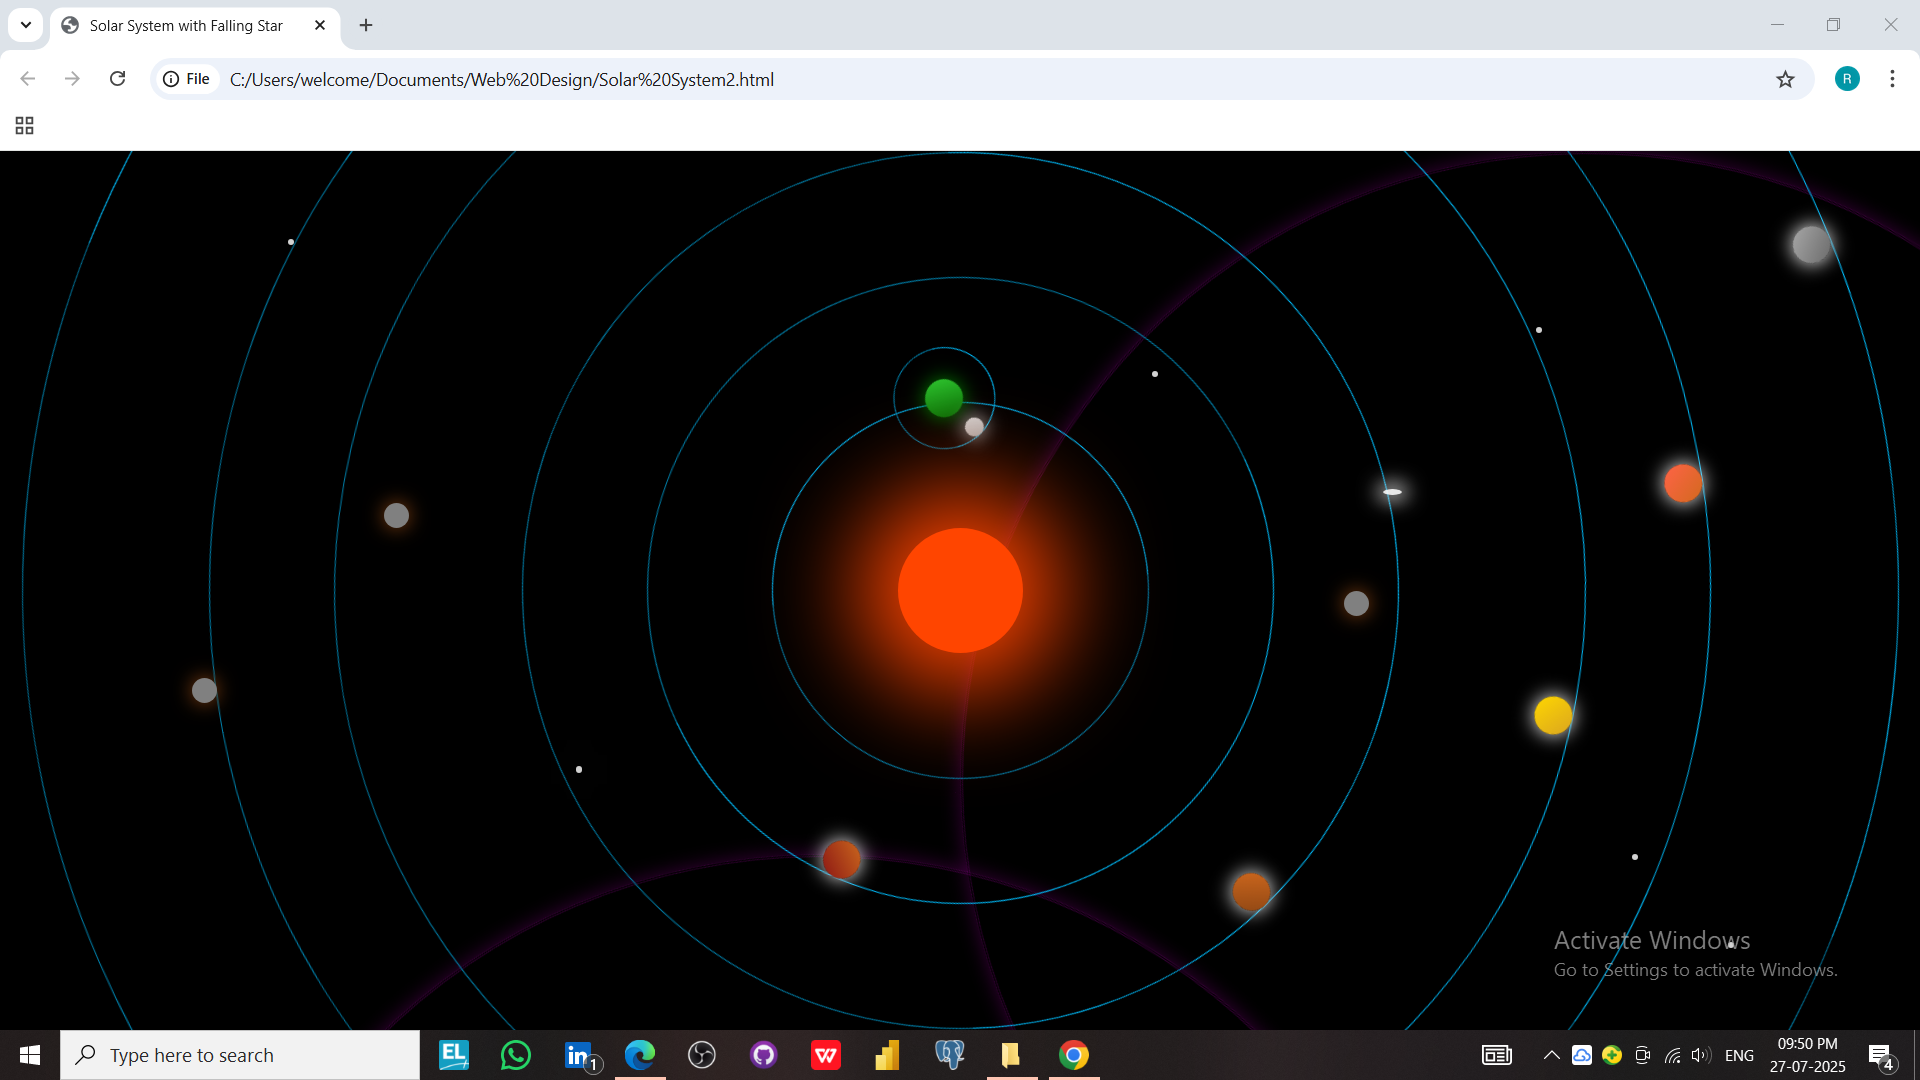 Solar System with Falling Star
File
C:/Users/welcome/Documents/Web%20Design/Solar%20System2.html
R
Activate Windows
Go to Settings to activate Windows.
Type here to search
EL
in
1
W
ENG
09:50 PM
27-07-2025
4